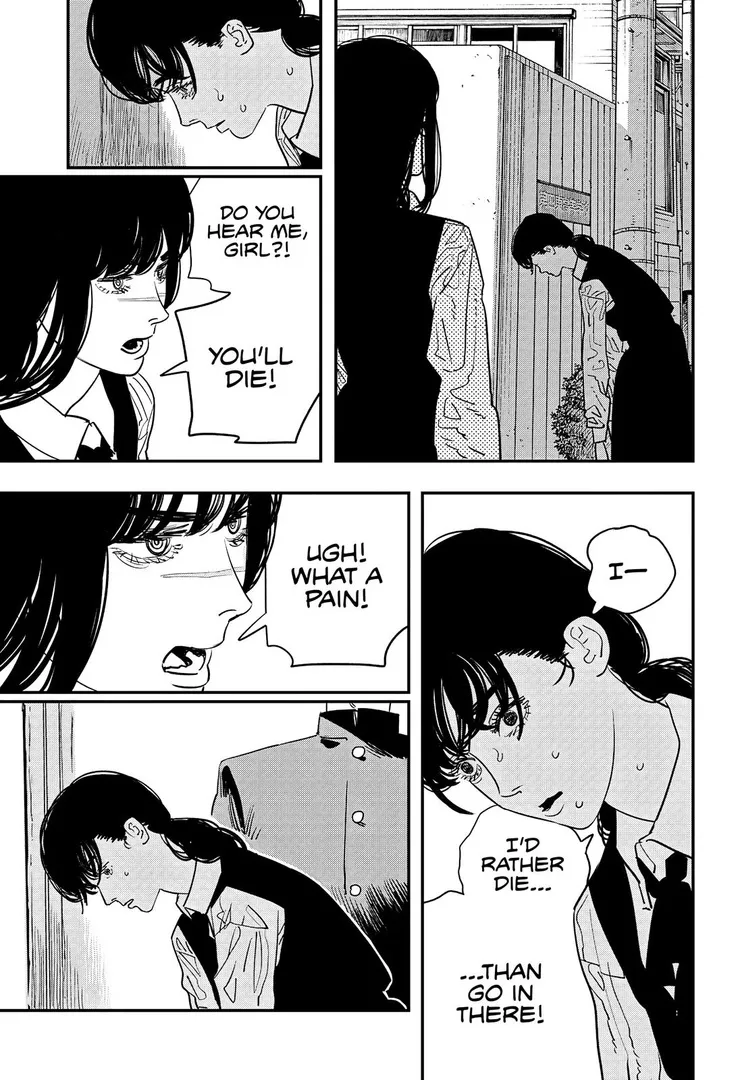 DO YOU
HEAR ME,
GIRL?!
YOU'LL
DIE!
I—
I'D
RATHER
DIE...
...THAN
GO IN
THERE!
UGH!
WHAT A
PAIN!